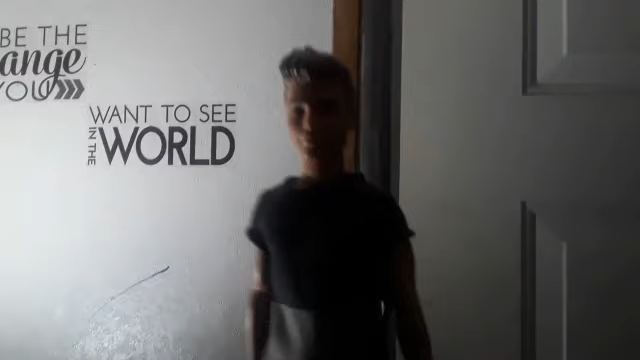 BE THE
ange
YOU
WANT TO SEE
IN THE
WORLD